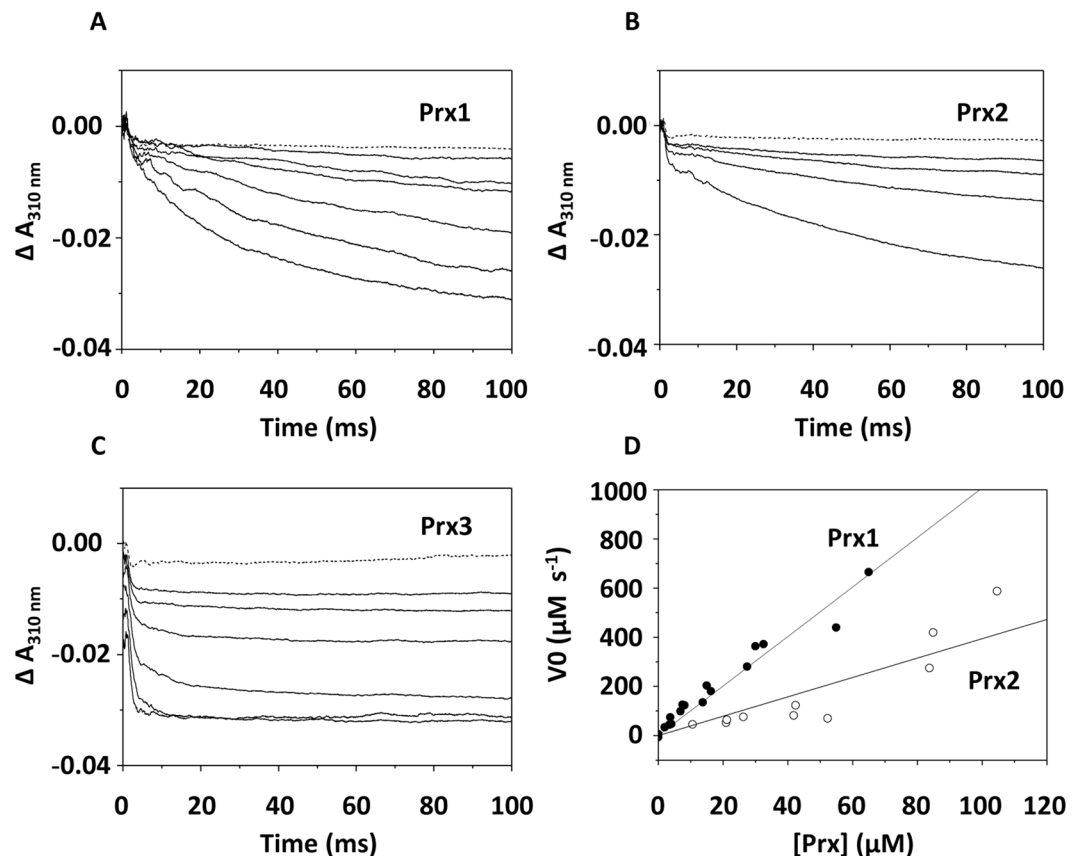 A
Prx1
0.00
-0.02
-0.04
Δ A310 nm
0 20 40 60 80 100
Time (ms)
B
Prx2
0.00
-0.02
-0.04
Δ A310 nm
0 20 40 60 80 100
Time (ms)
C
Prx3
0.00
-0.02
-0.04
Δ A310 nm
0 20 40 60 80 100
Time (ms)
D
1000
800
600
400
200
0
V0 (μM s-1)
Prx1
Prx2
0 20 40 60 80 100 120
[Prx] (μM)